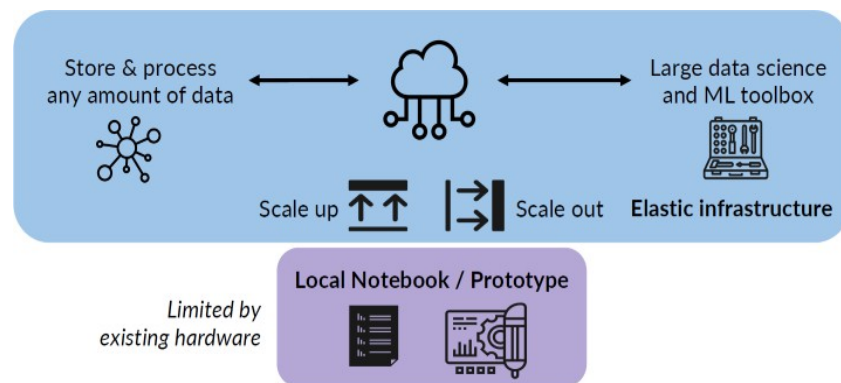 Store & process
any amount of data
Large data science
and ML toolbox
Scale up
Scale out
Elastic infrastructure
Local Notebook / Prototype
Limited by
existing hardware